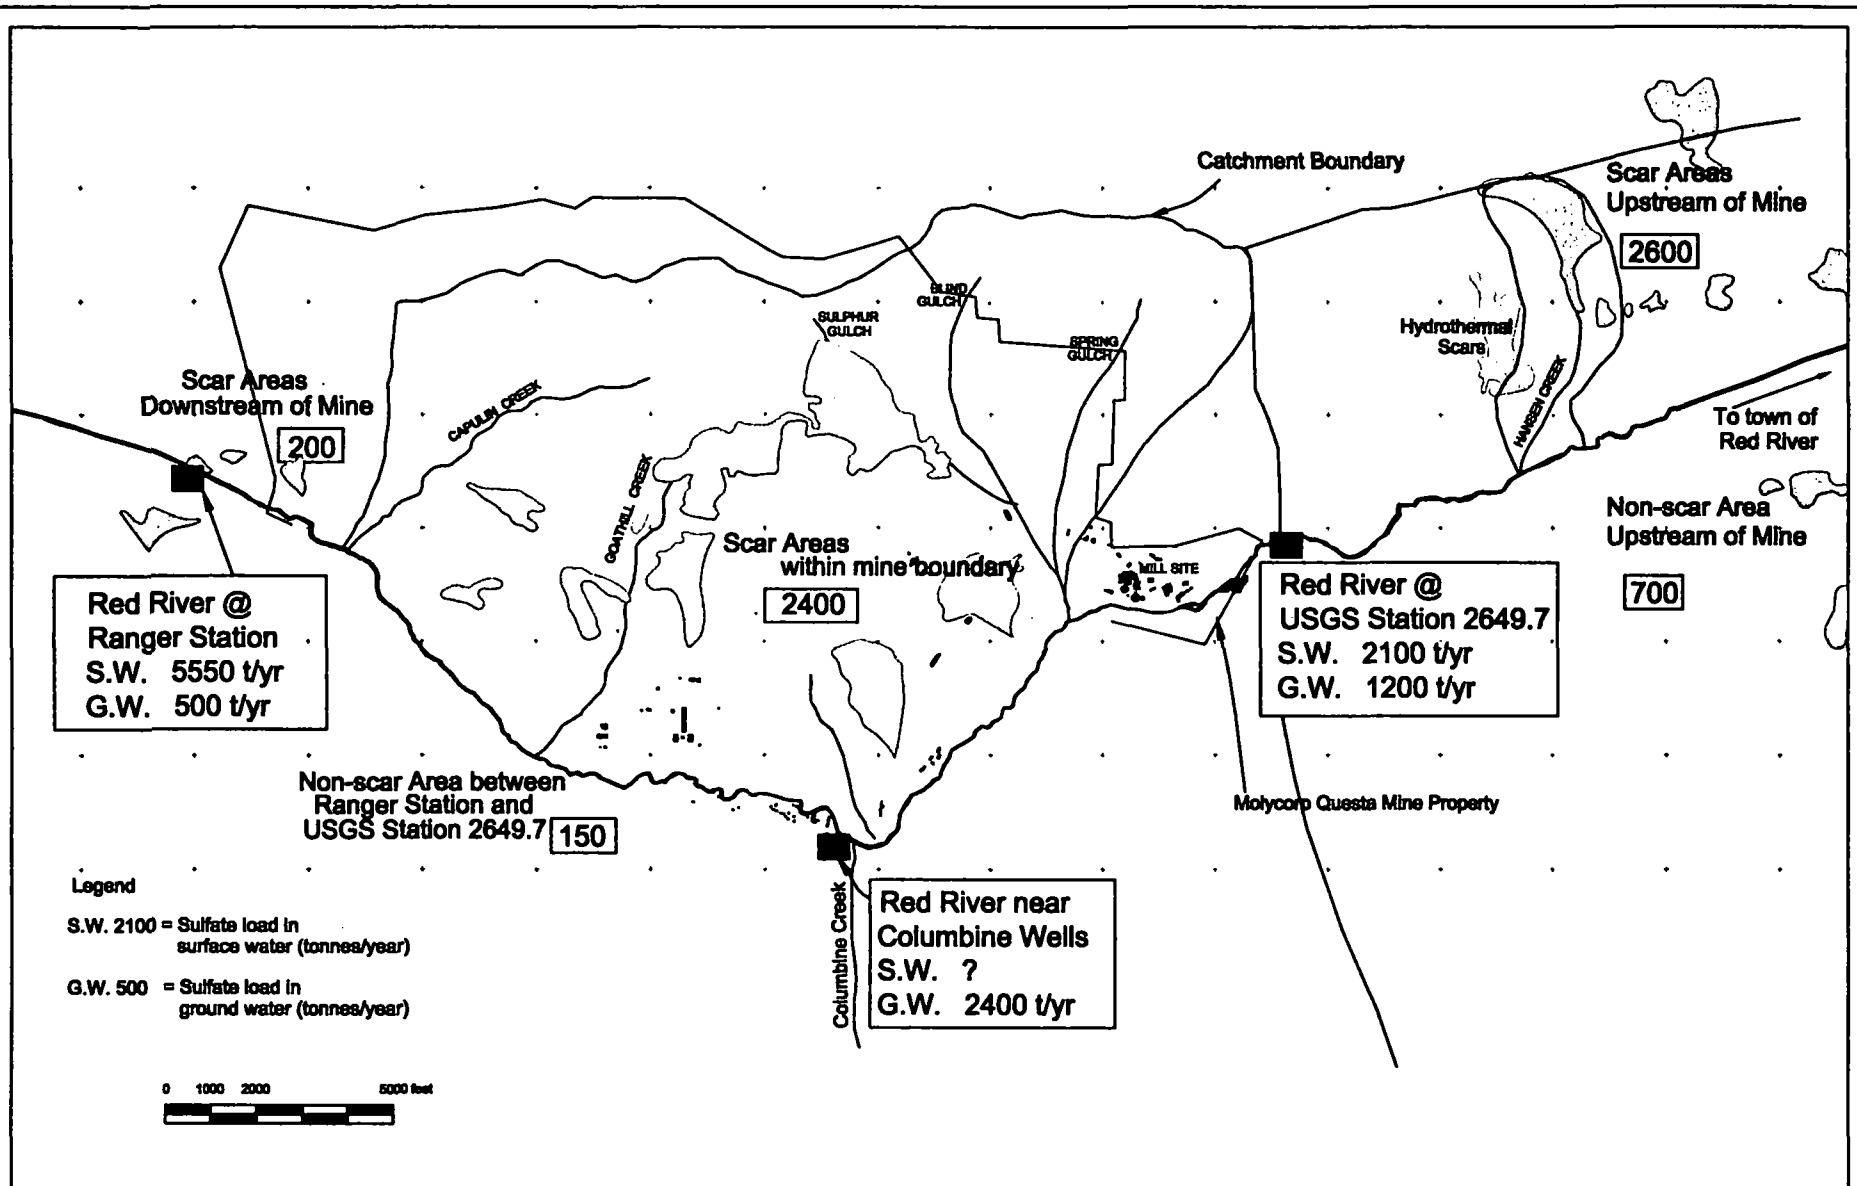 Catchment Boundary
Scar Areas
Upstream of Mine
2600
BLIND
GULCH
SULPHUR
GULCH
SPRING
GULCH
Hydrothermal
Scars
HANSEN CREEK
To town of
Red River
Scar Areas
Downstream of Mine
200
CAPULIN CREEK
GOATHILL CREEK
Scar Areas
within mine boundary
2400
MILL SITE
Non-scar Area
Upstream of Mine
700
Red River @
Ranger Station
S.W. 5550 t/yr
G.W. 500 t/yr
Red River @
USGS Station 2649.7
S.W. 2100 t/yr
G.W. 1200 t/yr
Non-scar Area between
Ranger Station and
USGS Station 2649.7
150
Molycorp Questa Mine Property
Columbine Creek
Red River near
Columbine Wells
S.W. ?
G.W. 2400 t/yr
Legend
S.W. 2100 = Sulfate load in
surface water (tonnes/year)
G.W. 500 = Sulfate load in
ground water (tonnes/year)
0 1000 2000 5000 feet